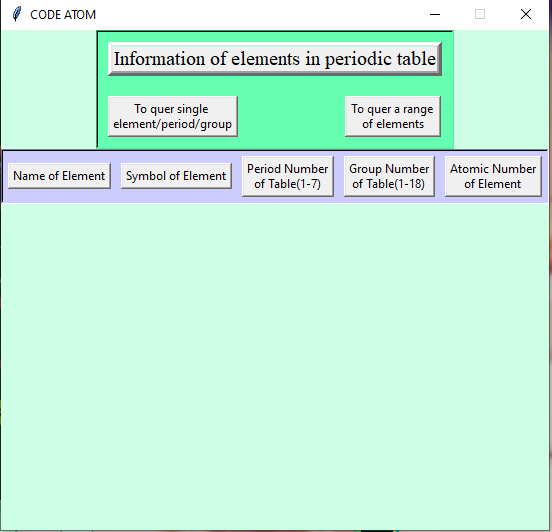 CODE ATOM
Information of elements in periodic table
To quer single
element/period/group
To quer a range
of elements
Name of Element
Symbol of Element
Period Number
of Table(1-7)
Group Number
of Table(1-18)
Atomic Number
of Element